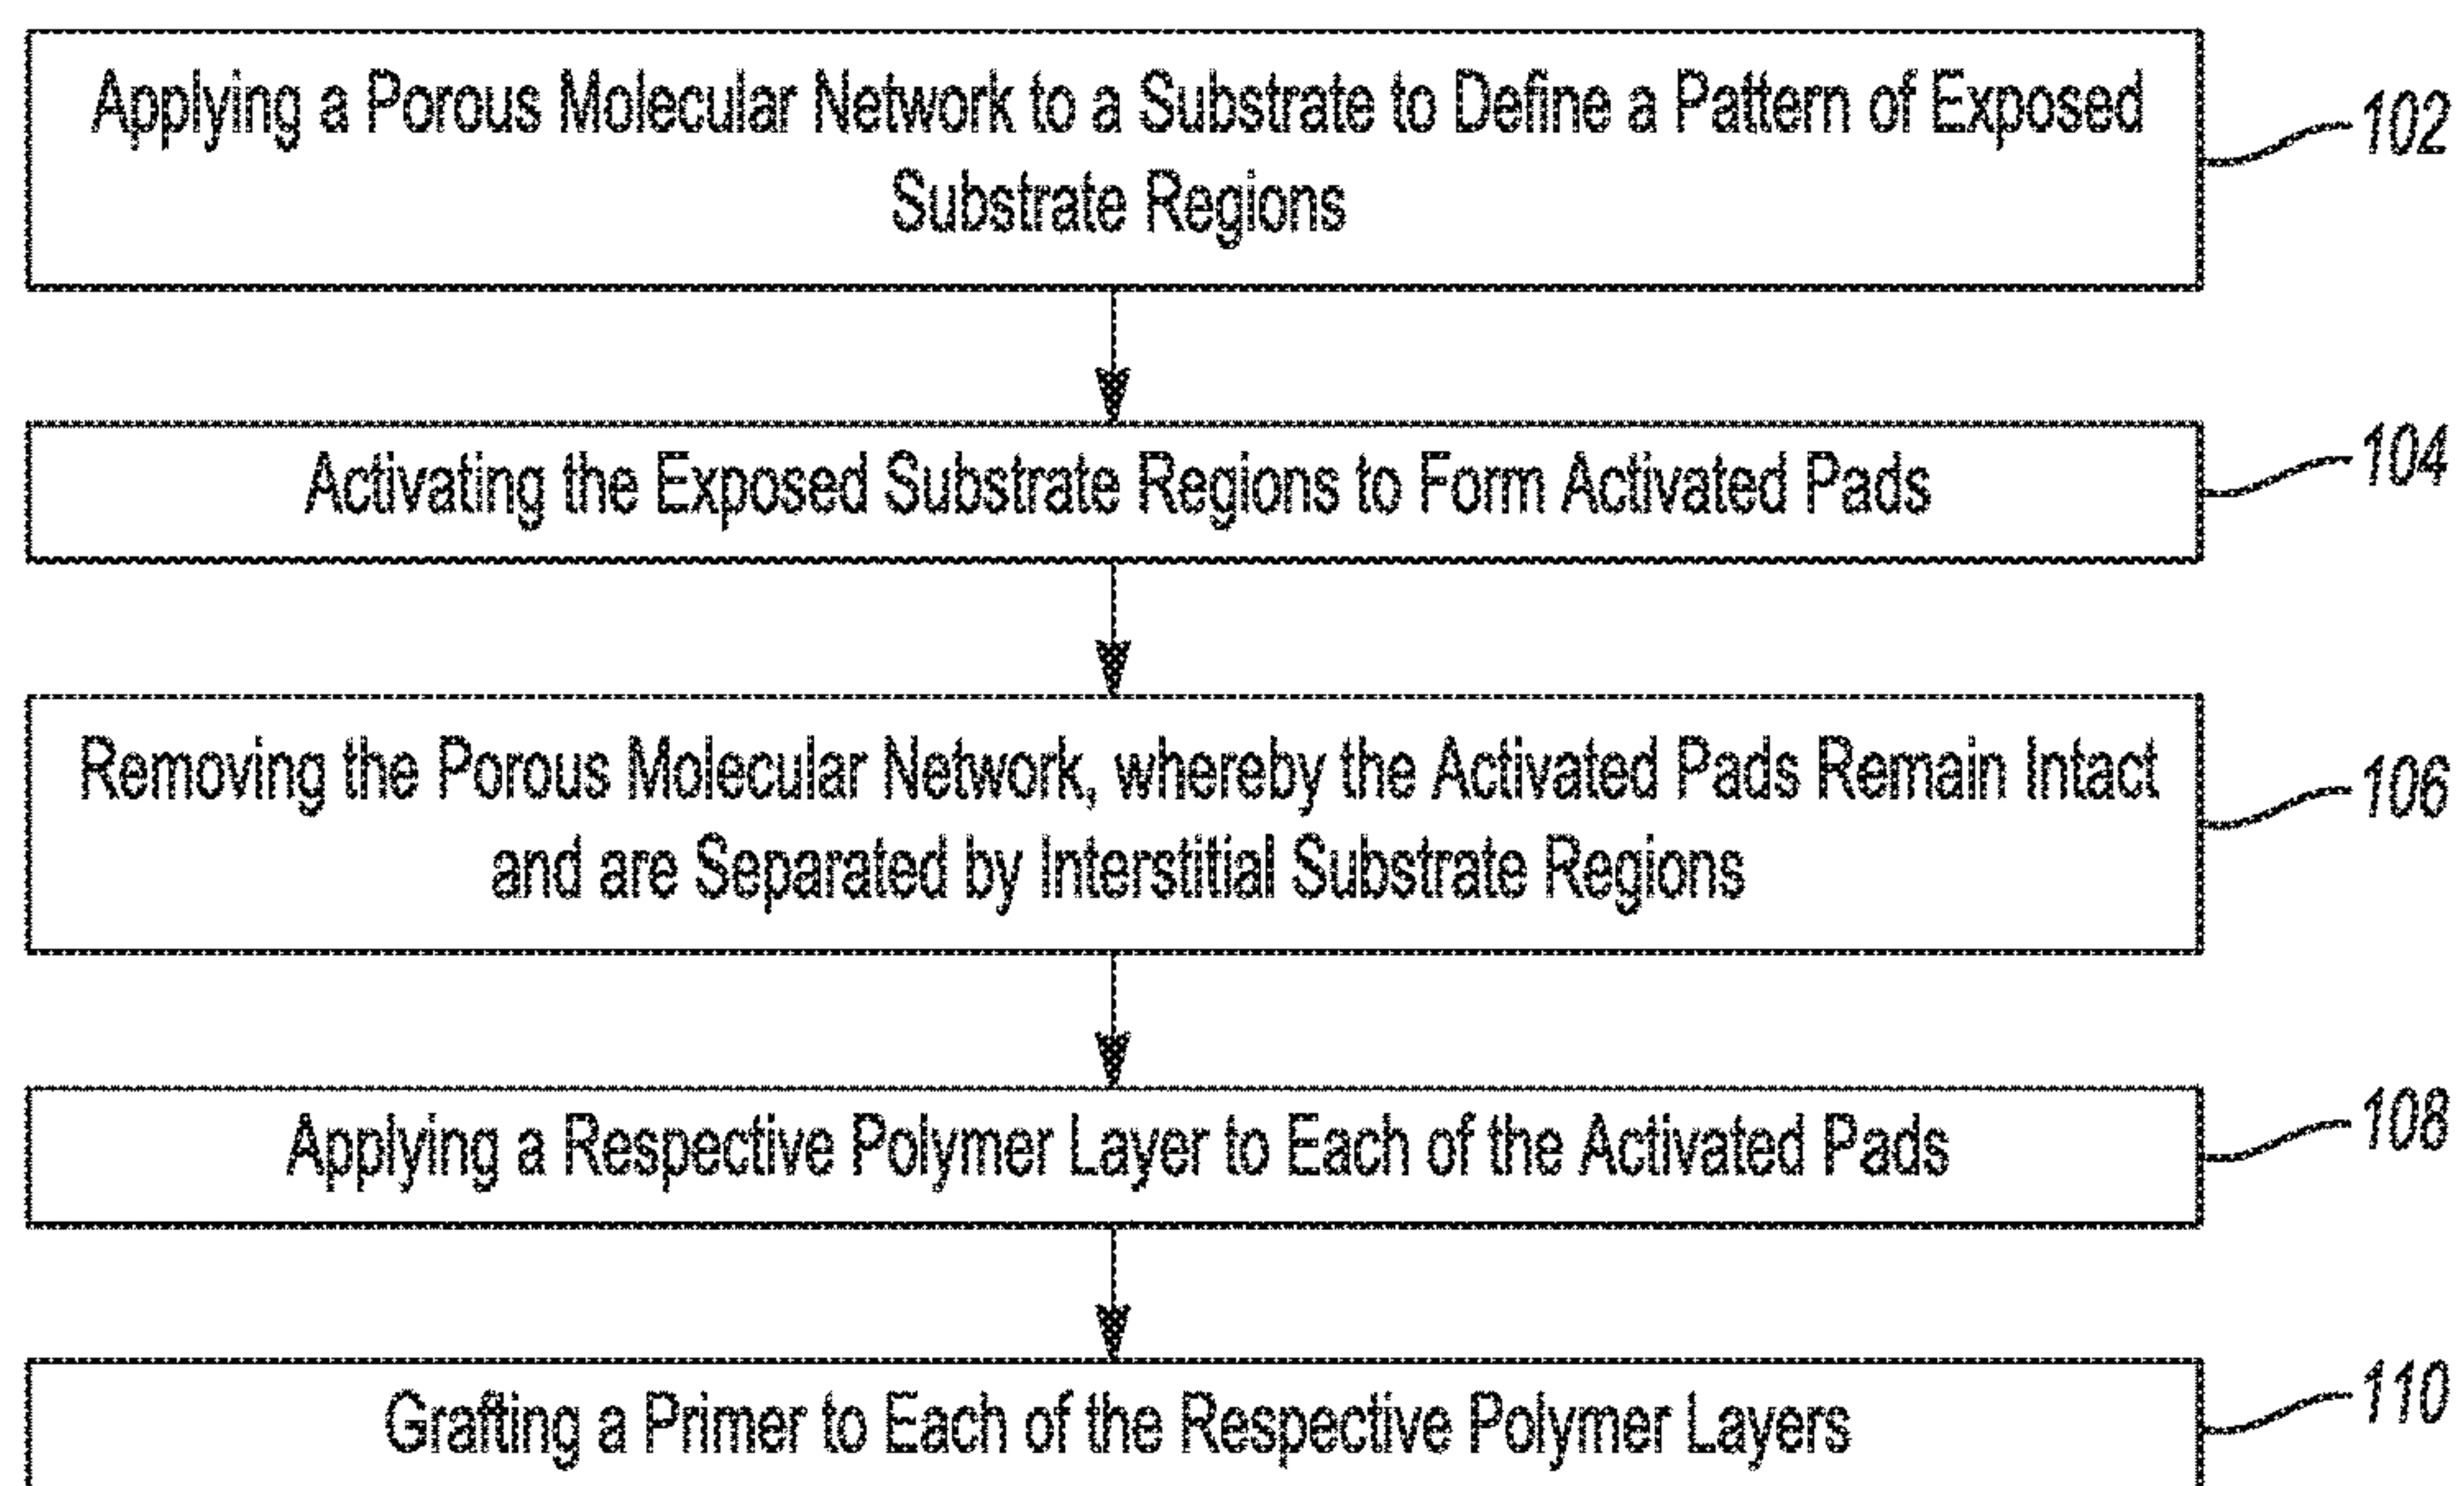 Applying a Porous Molecular Network to a Substrate to Define a Pattern of Exposed
Substrate Regions
102
Activating the Exposed Substrate Regions to Form Activated Pads
104
Removing the Porous Molecular Network, whereby the Activated Pads Remain Intact
and are Separated by Interstitial Substrate Regions
106
Applying a Respective Polymer Layer to Each of the Activated Pads
108
Grafting a Primer to Each of the Respective Polymer Layers
110